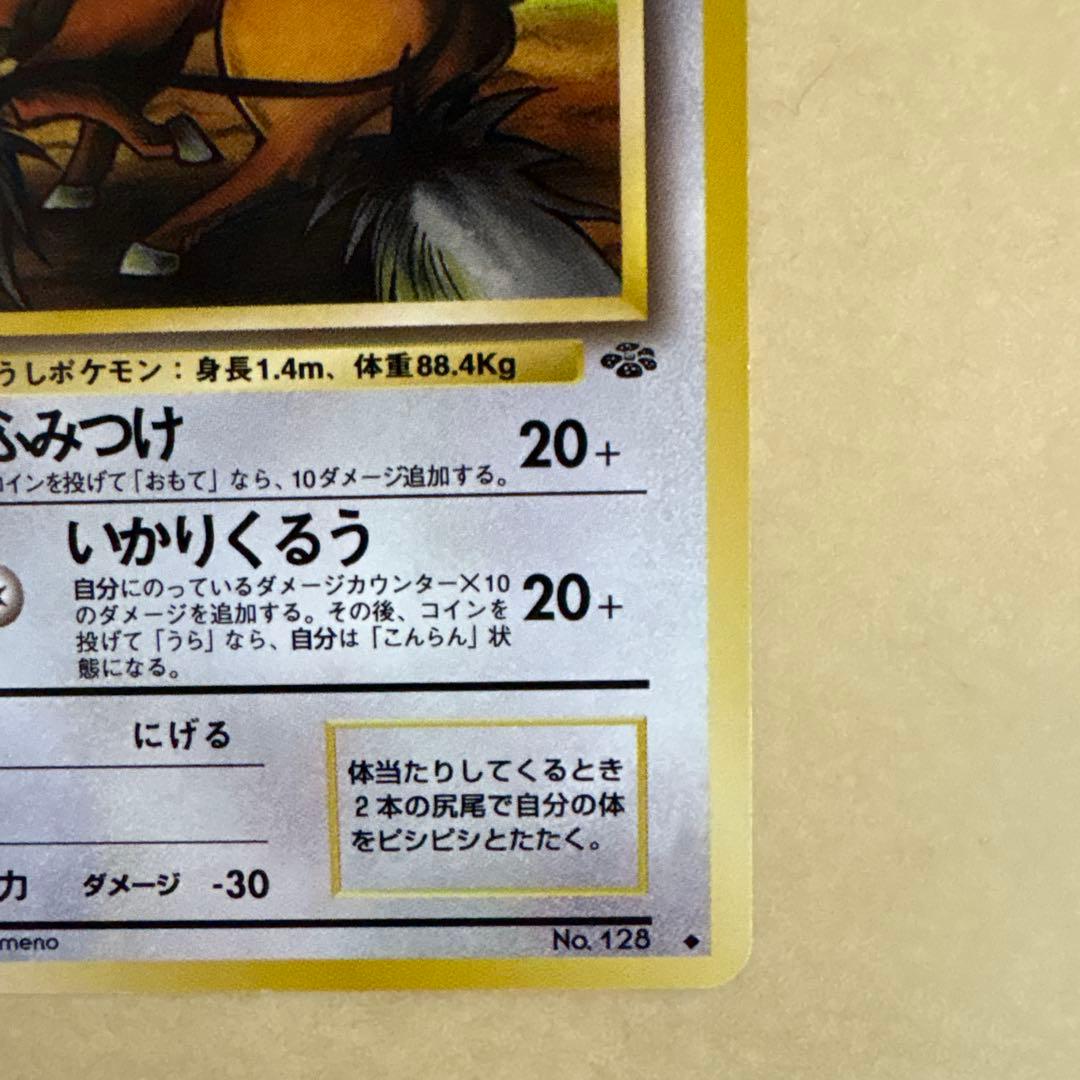 うしポケモン：身長1.4m、体重88.4Kg
ふみつけ 20+
コインを投げて「おもて」なら、10ダメージ追加する。
いかりくるう
自分にのっているダメージカウンター×10
のダメージを追加する。その後、コインを
投げて「うら」なら、自分は「こんらん」状
態になる。
20+
にげる
体当たりしてくるとき
2本の尻尾で自分の体
をピシピシとたたく。
力 ダメージ -30
meno
No. 128